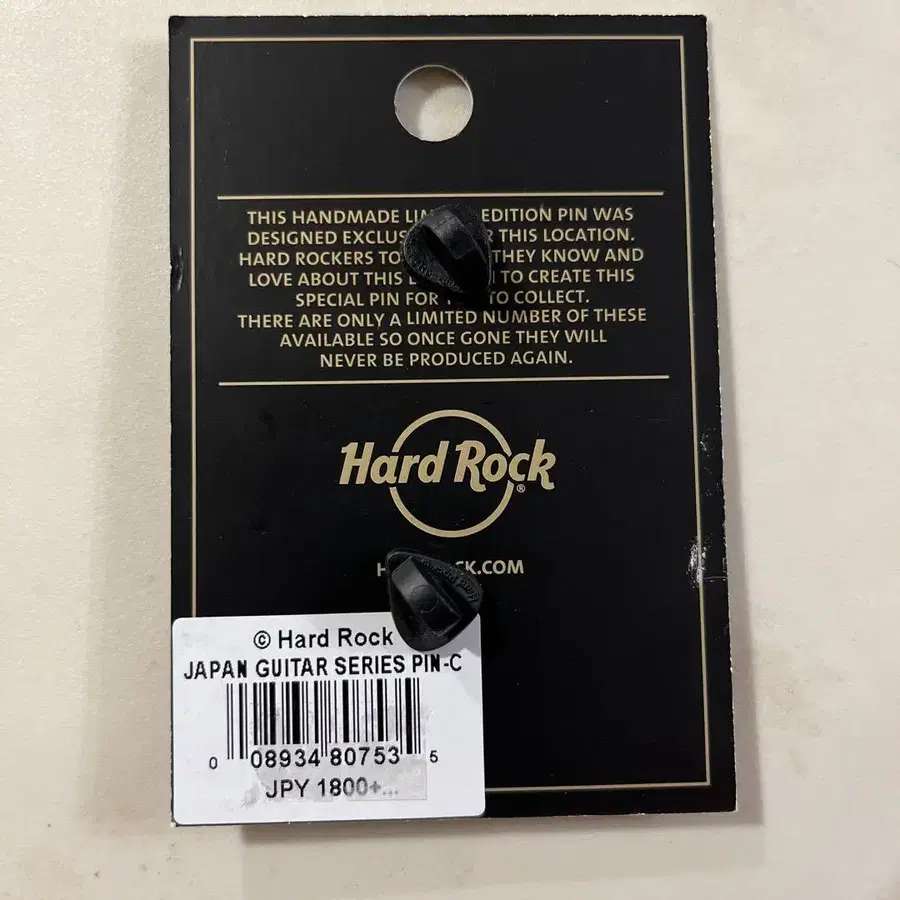 THIS HANDMADE EDITION PIN WAS
DESIGNED THIS LOCATION.
HARD ROCKERS THEY KNOW AND
LOVE ABOUT THIS TO CREATE THIS
SPECIAL PIN FOR TO COLLECT.
THERE ARE ONLY A LIMITED NUMBER OF THESE
AVAILABLE SO ONCE GONE THEY WILL
NEVER BE PRODUCED AGAIN.
Hard Rock®
CK.COM
© Hard Rock
JAPAN GUITAR SERIES PIN-C
0 08934 80753 5
JPY 1800+...